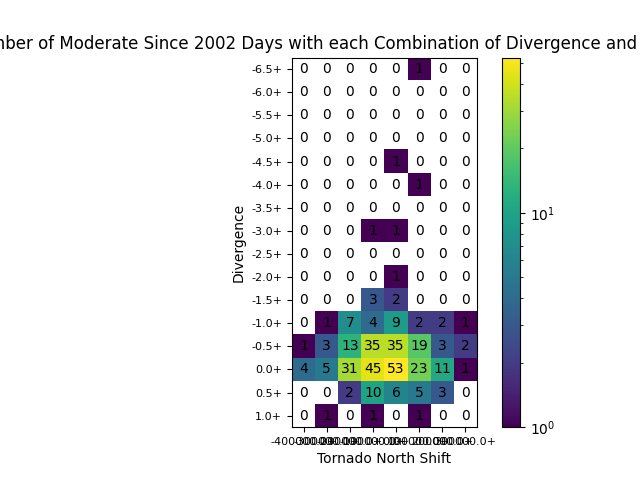 nber of Moderate Since 2002 Days with each Combination of Divergence and
-6.5+ 0 0 0 0 0 1 0 0
-6.0+ 0 0 0 0 0 0 0 0
-5.5+ 0 0 0 0 0 0 0 0
-5.0+ 0 0 0 0 0 0 0 0
-4.5+ 0 0 0 0 1 0 0 0
-4.0+ 0 0 0 0 0 1 0 0
-3.5+ 0 0 0 0 0 0 0 0
-3.0+ 0 0 0 1 1 0 0 0
-2.5+ 0 0 0 0 0 0 0 0
-2.0+ 0 0 0 0 1 0 0 0
-1.5+ 0 0 0 3 2 0 0 0
-1.0+ 0 1 7 4 9 2 2 1
-0.5+ 1 3 13 35 35 19 3 2
0.0+ 4 5 31 45 53 23 11 1
0.5+ 0 0 2 10 6 5 3 0
1.0+ 0 1 0 1 0 1 0 0
Divergence
Tornado North Shift
10^1
10^0